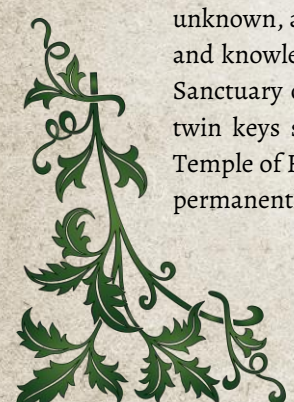 unknown,
and
Sanctuary
twin keys
Temple of
permanent